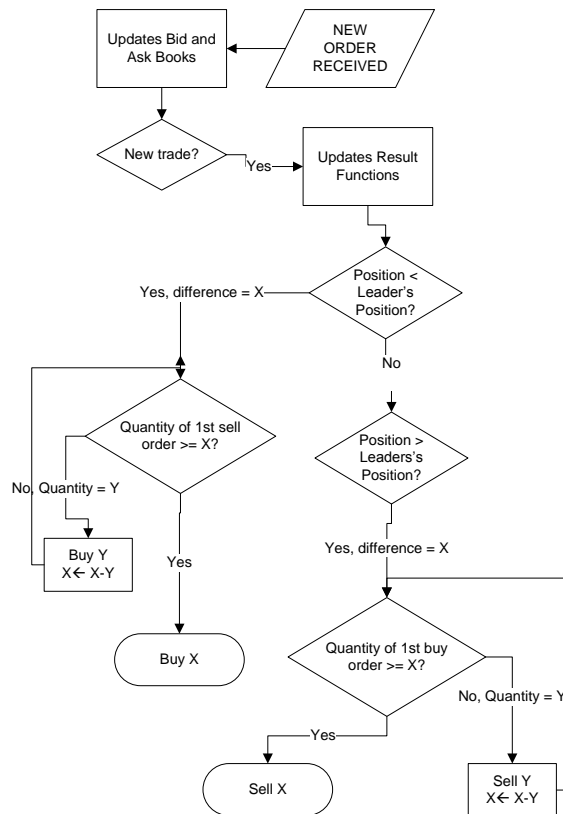 Updates Bid and
Ask Books
NEW
ORDER
RECEIVED
New trade?
Yes
Updates Result
Functions
Position <
Leader's
Position?
Yes, difference = X
No
Quantity of 1st sell
order >= X?
Position >
Leaders's
Position?
No, Quantity = Y
Buy Y
X← X-Y
Yes
Yes, difference = X
Buy X
Quantity of 1st buy
order >= X?
No, Quantity = Y
Yes
Sell X
Sell Y
X← X-Y